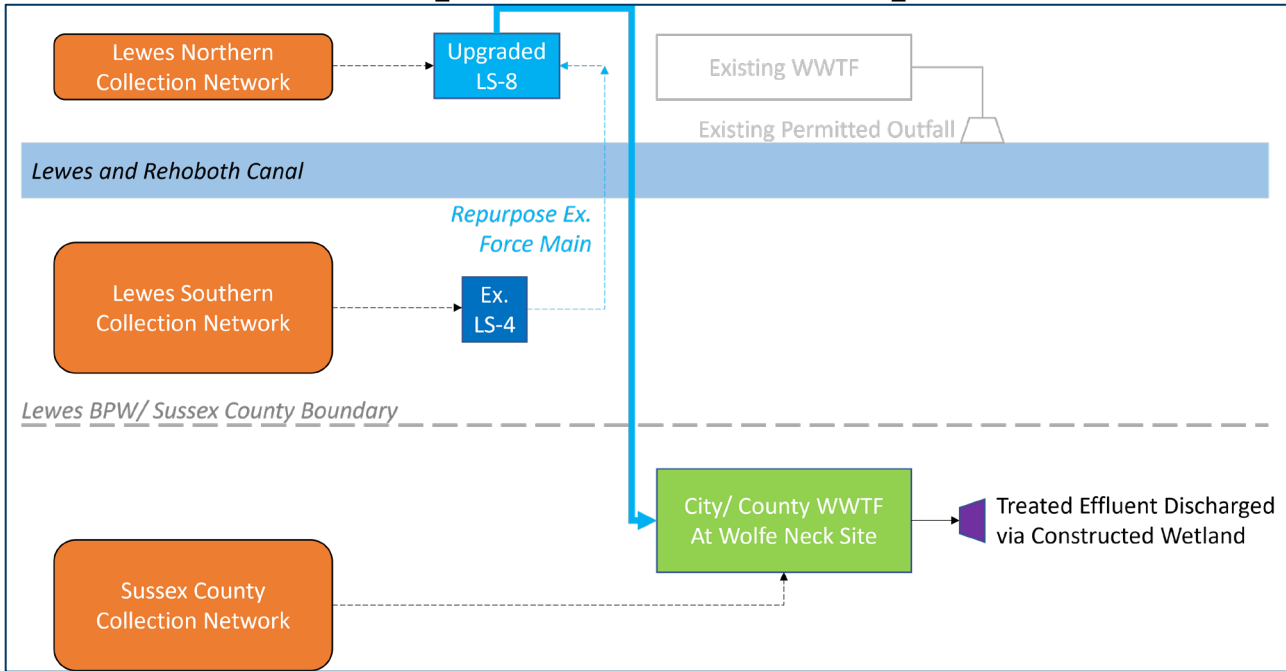 Lewes Northern
Collection Network
Upgraded
LS-8
Existing WWTF
Existing Permitted Outfall
Lewes and Rehoboth Canal
Repurpose Ex.
Force Main
Lewes Southern
Collection Network
Ex.
LS-4
Lewes BPW/ Sussex County Boundary
City/ County WWTF
At Wolfe Neck Site
Treated Effluent Discharged
via Constructed Wetland
Sussex County
Collection Network